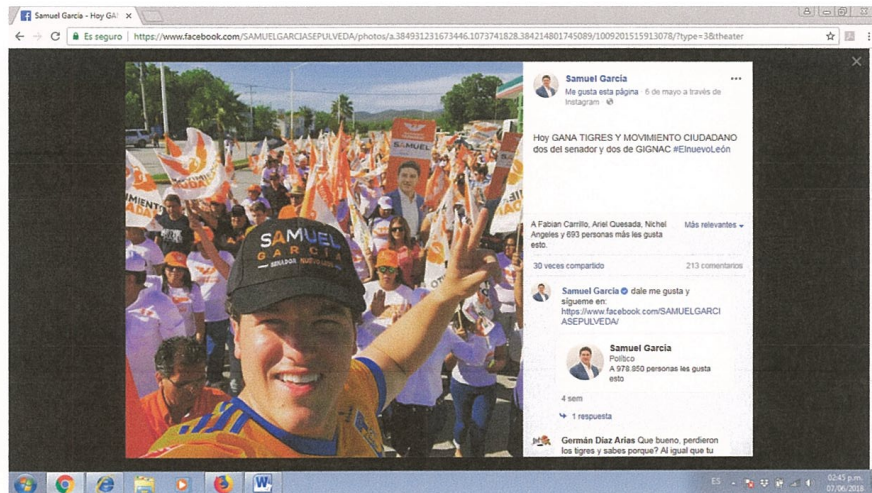 Samuel García - Hoy GA
Es seguro
https://www.facebook.com/SAMUELGARCIASEPULVEDA/photos/a.384931231673446.1073741828.384214801745089/1009201515913078/?type=3&theater
Samuel García
Me gusta esta página · 6 de mayo a través de
Instagram ·
Hoy GANA TIGRES Y MOVIMIENTO CIUDADANO
dos del senador y dos de GIGNAC #ElnuevoLeón
A Fabian Carrillo, Ariel Quesada, Nichel
Angeles y 693 personas más les gusta
esto.
Más relevantes
30 veces compartido
213 comentarios
Samuel García dale me gusta y
sígueme en:
https://www.facebook.com/SAMUELGARCI
ASEPULVEDA/
Samuel García
Político
A 978.850 personas les gusta
esto
4 sem
1 respuesta
Germán Díaz Arias Que bueno, perdieron
los tigres y sabes porque? Al igual que tu
SAMUEL
SAMUEL
GARCÍA
SENADOR NUEVO LEÓN
ES
02:45 p.m.
07/06/2018